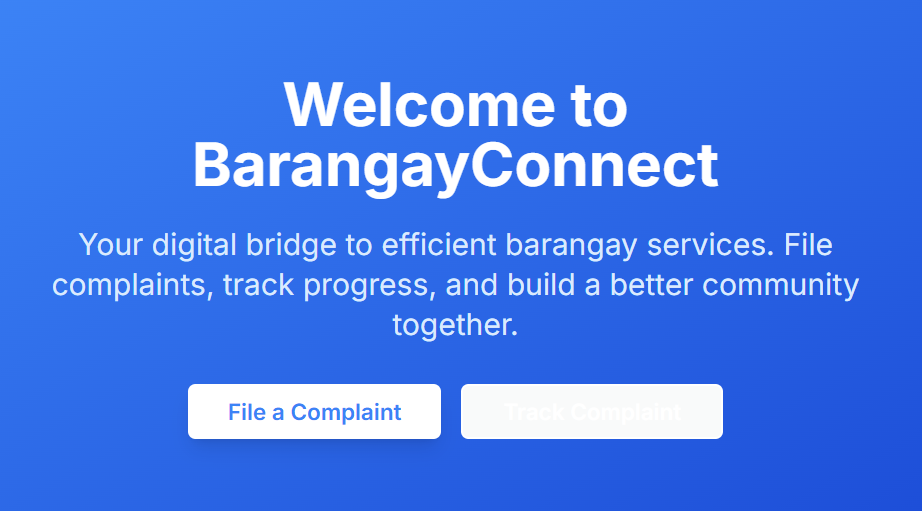 Welcome to
BarangayConnect
Your digital bridge to efficient barangay services. File
complaints, track progress, and build a better community
together.
File a Complaint
Track Complaint